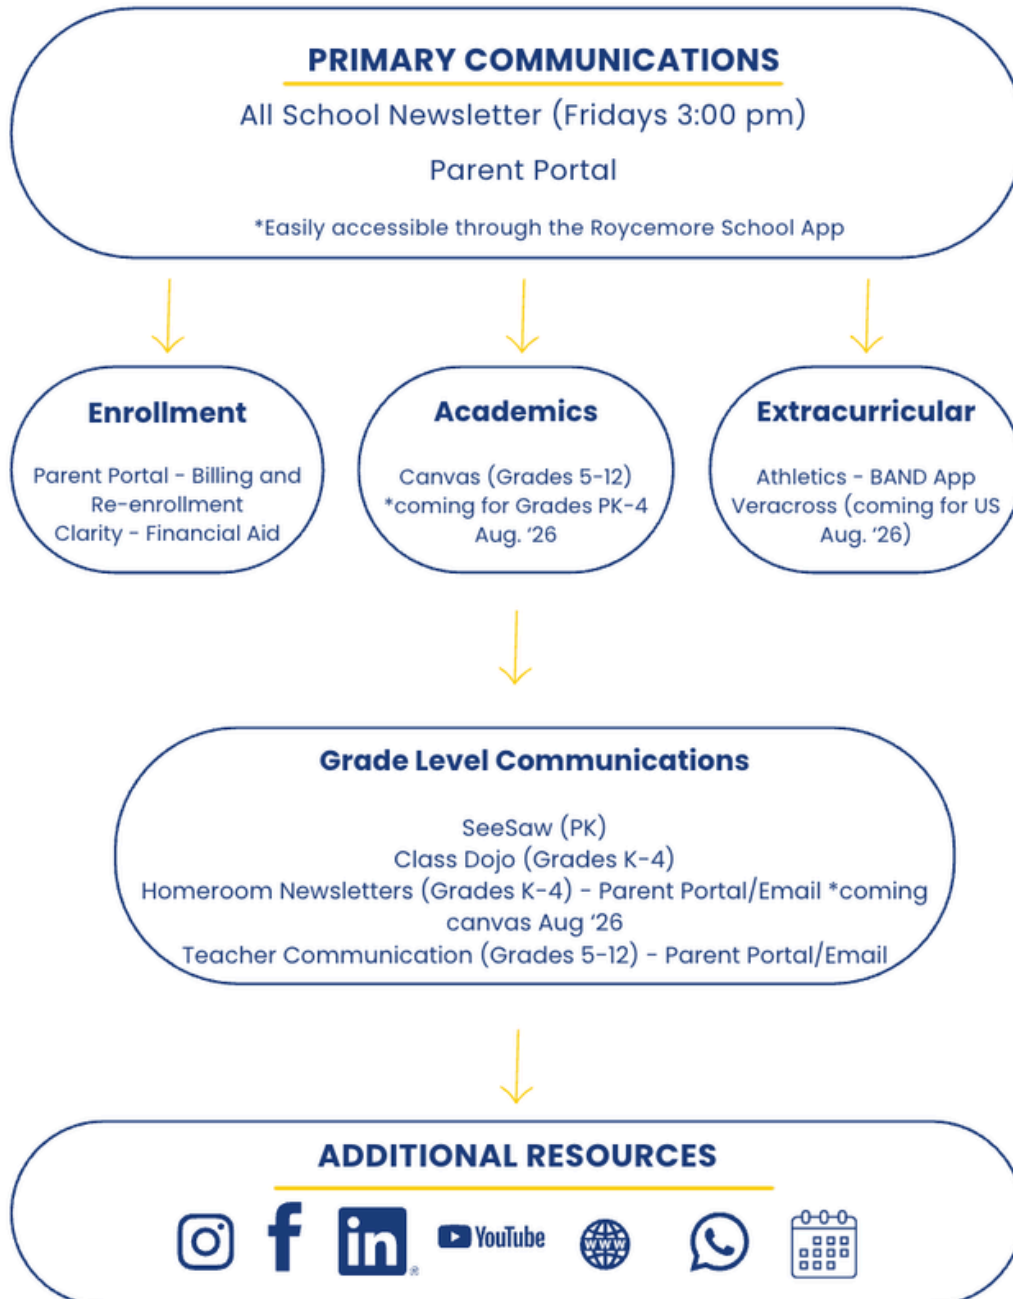 PRIMARY COMMUNICATIONS
All School Newsletter (Fridays 3:00 pm)
Parent Portal
*Easily accessible through the Roycemore School App
Enrollment
Parent Portal - Billing and
Re-enrollment
Clarity - Financial Aid
Academics
Canvas (Grades 5-12)
*coming for Grades PK-4
Aug. ‘26
Extracurricular
Athletics - BAND App
Veracross (coming for US
Aug. ‘26)
Grade Level Communications
SeeSaw (PK)
Class Dojo (Grades K-4)
Homeroom Newsletters (Grades K-4) - Parent Portal/Email *coming
canvas Aug ‘26
Teacher Communication (Grades 5-12) - Parent Portal/Email
ADDITIONAL RESOURCES
f in® YouTube www